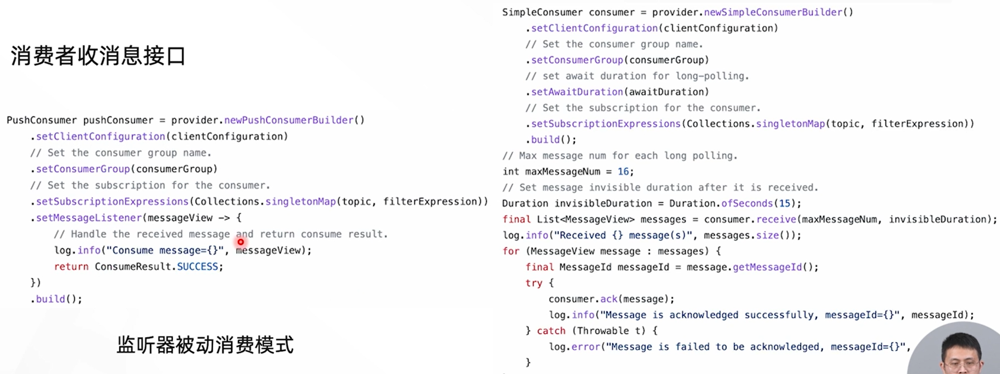 消费者收消息接口
PushConsumer pushConsumer = provider.newPushConsumerBuilder()
.setClientConfiguration(clientConfiguration)
// Set the consumer group name.
.setConsumerGroup(consumerGroup)
// Set the subscription for the consumer.
.setSubscriptionExpressions(Collections.singletonMap(topic, filterExpression))
.setMessageListener(messageView -> {
// Handle the received message and return consume result.
log.info("Consume message={}", messageView);
return ConsumeResult.SUCCESS;
})
.build();
监听器被动消费模式
SimpleConsumer consumer = provider.newSimpleConsumerBuilder()
.setClientConfiguration(clientConfiguration)
// Set the consumer group name.
.setConsumerGroup(consumerGroup)
// set await duration for long-polling.
.setAwaitDuration(awaitDuration)
// Set the subscription for the consumer.
.setSubscriptionExpressions(Collections.singletonMap(topic, filterExpression))
.build();
// Max message num for each long polling.
int maxMessageNum = 16;
// Set message invisible duration after it is received.
Duration invisibleDuration = Duration.ofSeconds(15);
final List<MessageView> messages = consumer.receive(maxMessageNum, invisibleDuration);
log.info("Received {} message(s)", messages.size());
for (MessageView message : messages) {
final MessageId messageId = message.getMessageId();
try {
consumer.ack(message);
log.info("Message is acknowledged successfully, messageId={}", messageId);
} catch (Throwable t) {
log.error("Message is failed to be acknowledged, messageId={}",
}